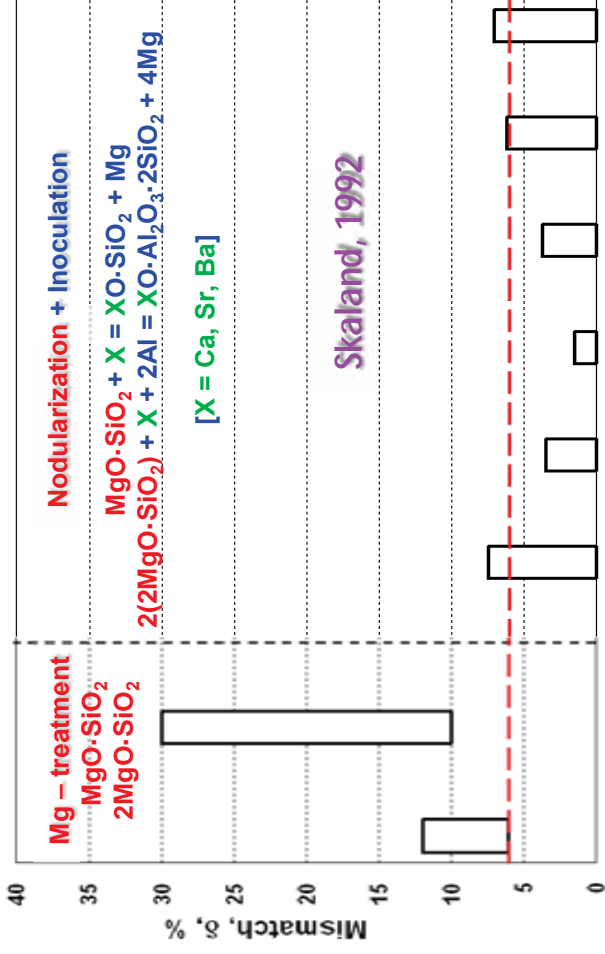 Mg – treatment
MgO·SiO₂
2MgO·SiO₂
Nodularization + Inoculation
MgO·SiO₂ + X = XO·SiO₂ + Mg
2(2MgO·SiO₂) + X + 2Al = XO·Al₂O₃·2SiO₂ + 4Mg
[X = Ca, Sr, Ba]
Skaland, 1992
Mismatch, δ, %
40
35
30
25
20
15
10
5
0